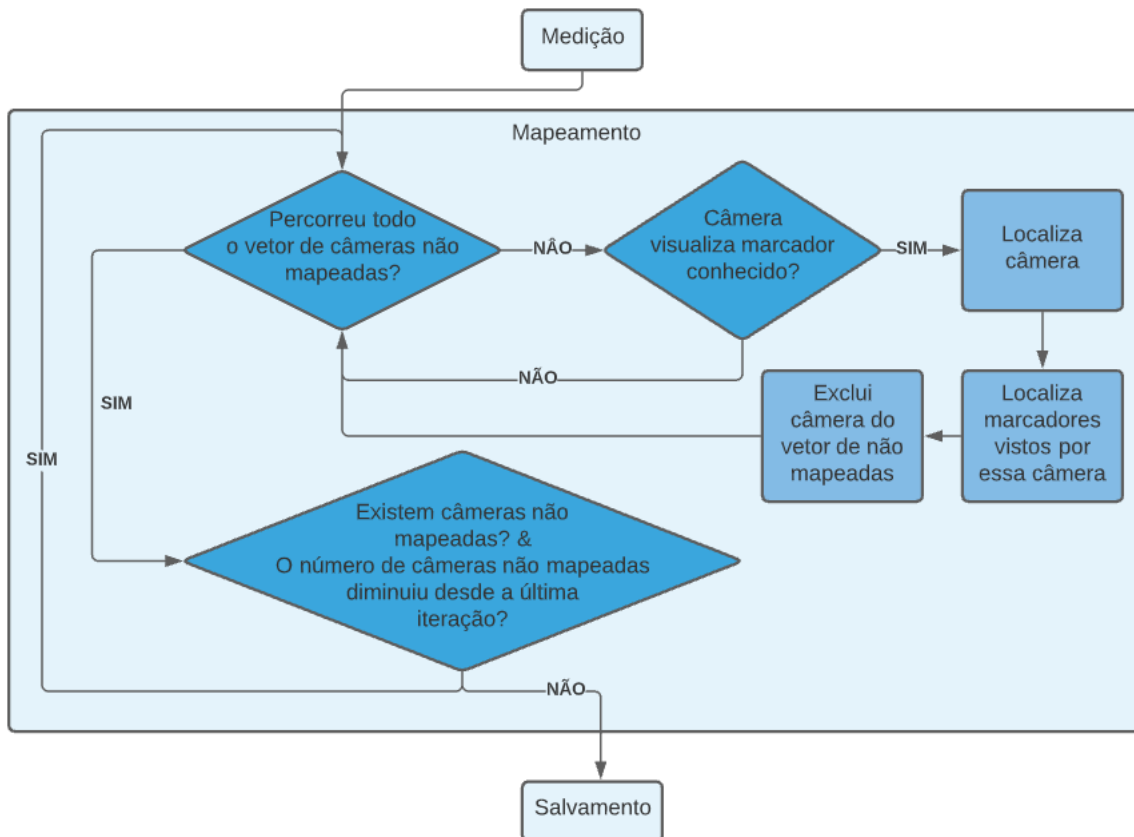 Medição
Mapeamento
Percorreu todo
o vetor de câmeras não
mapeadas?
NÂO
Câmera
visualiza marcador
conhecido?
SIM
Localiza
câmera
NÃO
Exclui
câmera do
vetor de não
mapeadas
Localiza
marcadores
vistos por
essa câmera
SIM
SIM
Existem câmeras não
mapeadas? &
O número de câmeras não mapeadas
diminuiu desde a última
iteração?
NÃO
Salvamento